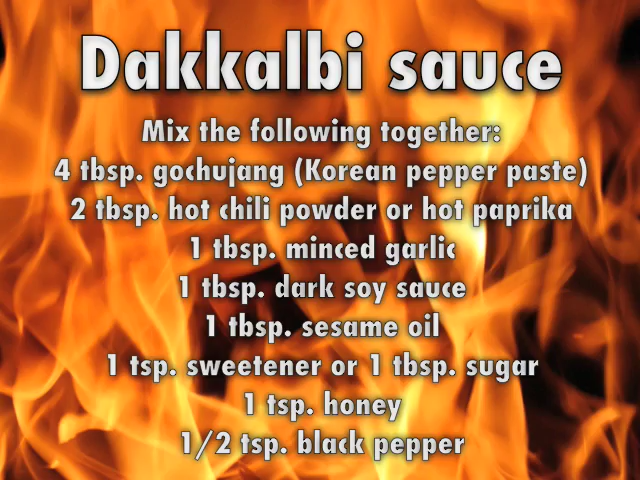 Dakkalbi sauce
Mix the following together:
4 tbsp. gochujang (Korean pepper paste)
2 tbsp. hot chili powder or hot paprika
1 tbsp. minced garlic
1 tbsp. dark soy sauce
1 tbsp. sesame oil
1 tsp. sweetener or 1 tbsp. sugar
1 tsp. honey
1/2 tsp. black pepper